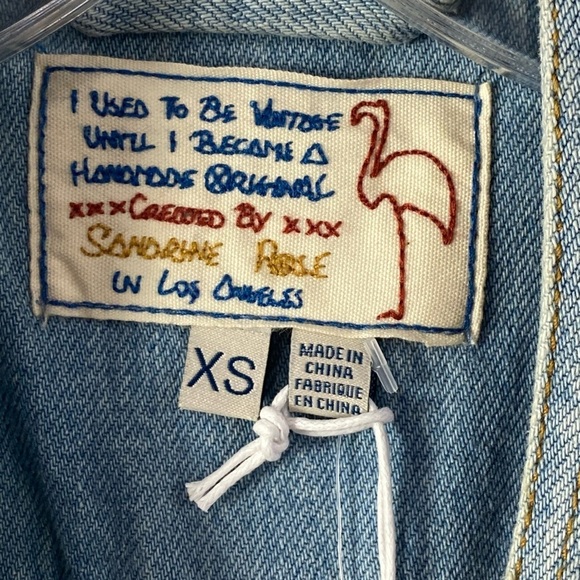 I USED TO BE VINTAGE
UNTIL I BECAME A
HANDMADE ORIGINAL
xxx CREATED BY xxx
SANDRINE ROSE
IN LOS ANGELES
XS
MADE IN
CHINA
FABRIQUE
EN CHINA